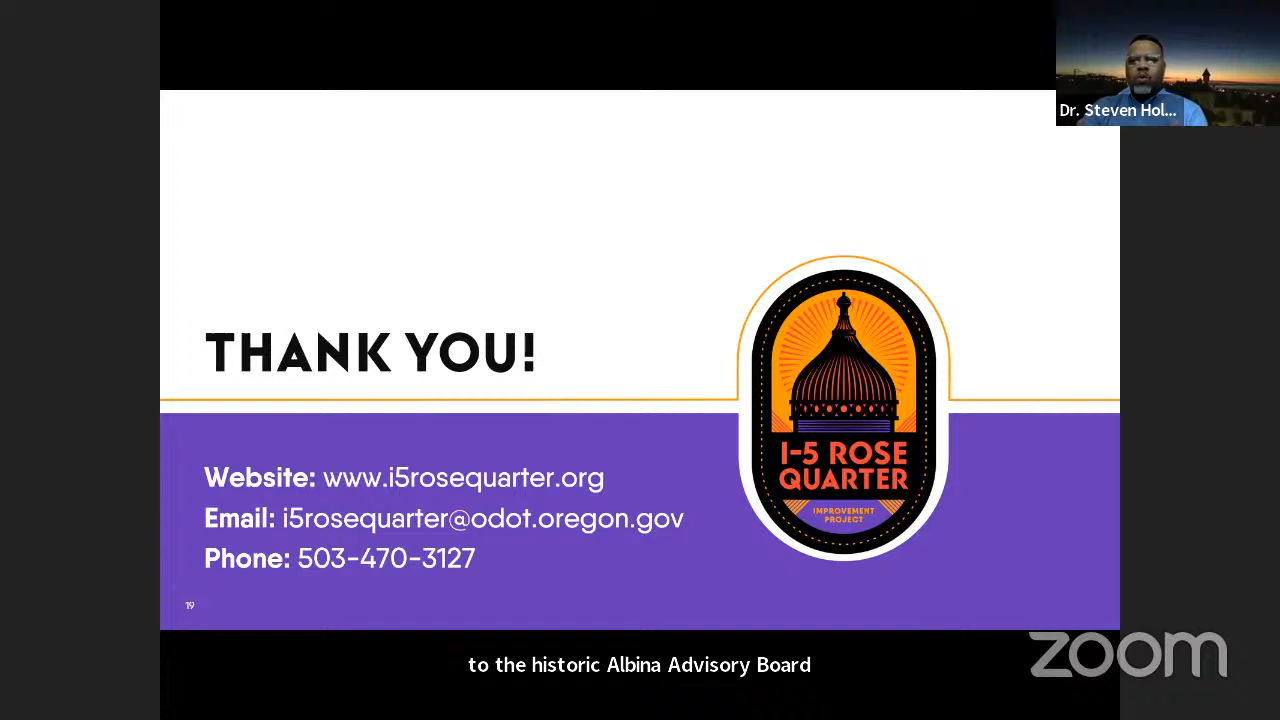 Dr. Steven Hol...
THANK YOU!
I-5 ROSE
QUARTER
IMPROVEMENT
PROJECT
Website: www.i5rosequarter.org
Email: i5rosequarter@odot.oregon.gov
Phone: 503-470-3127
19
to the historic Albina Advisory Board
zoom